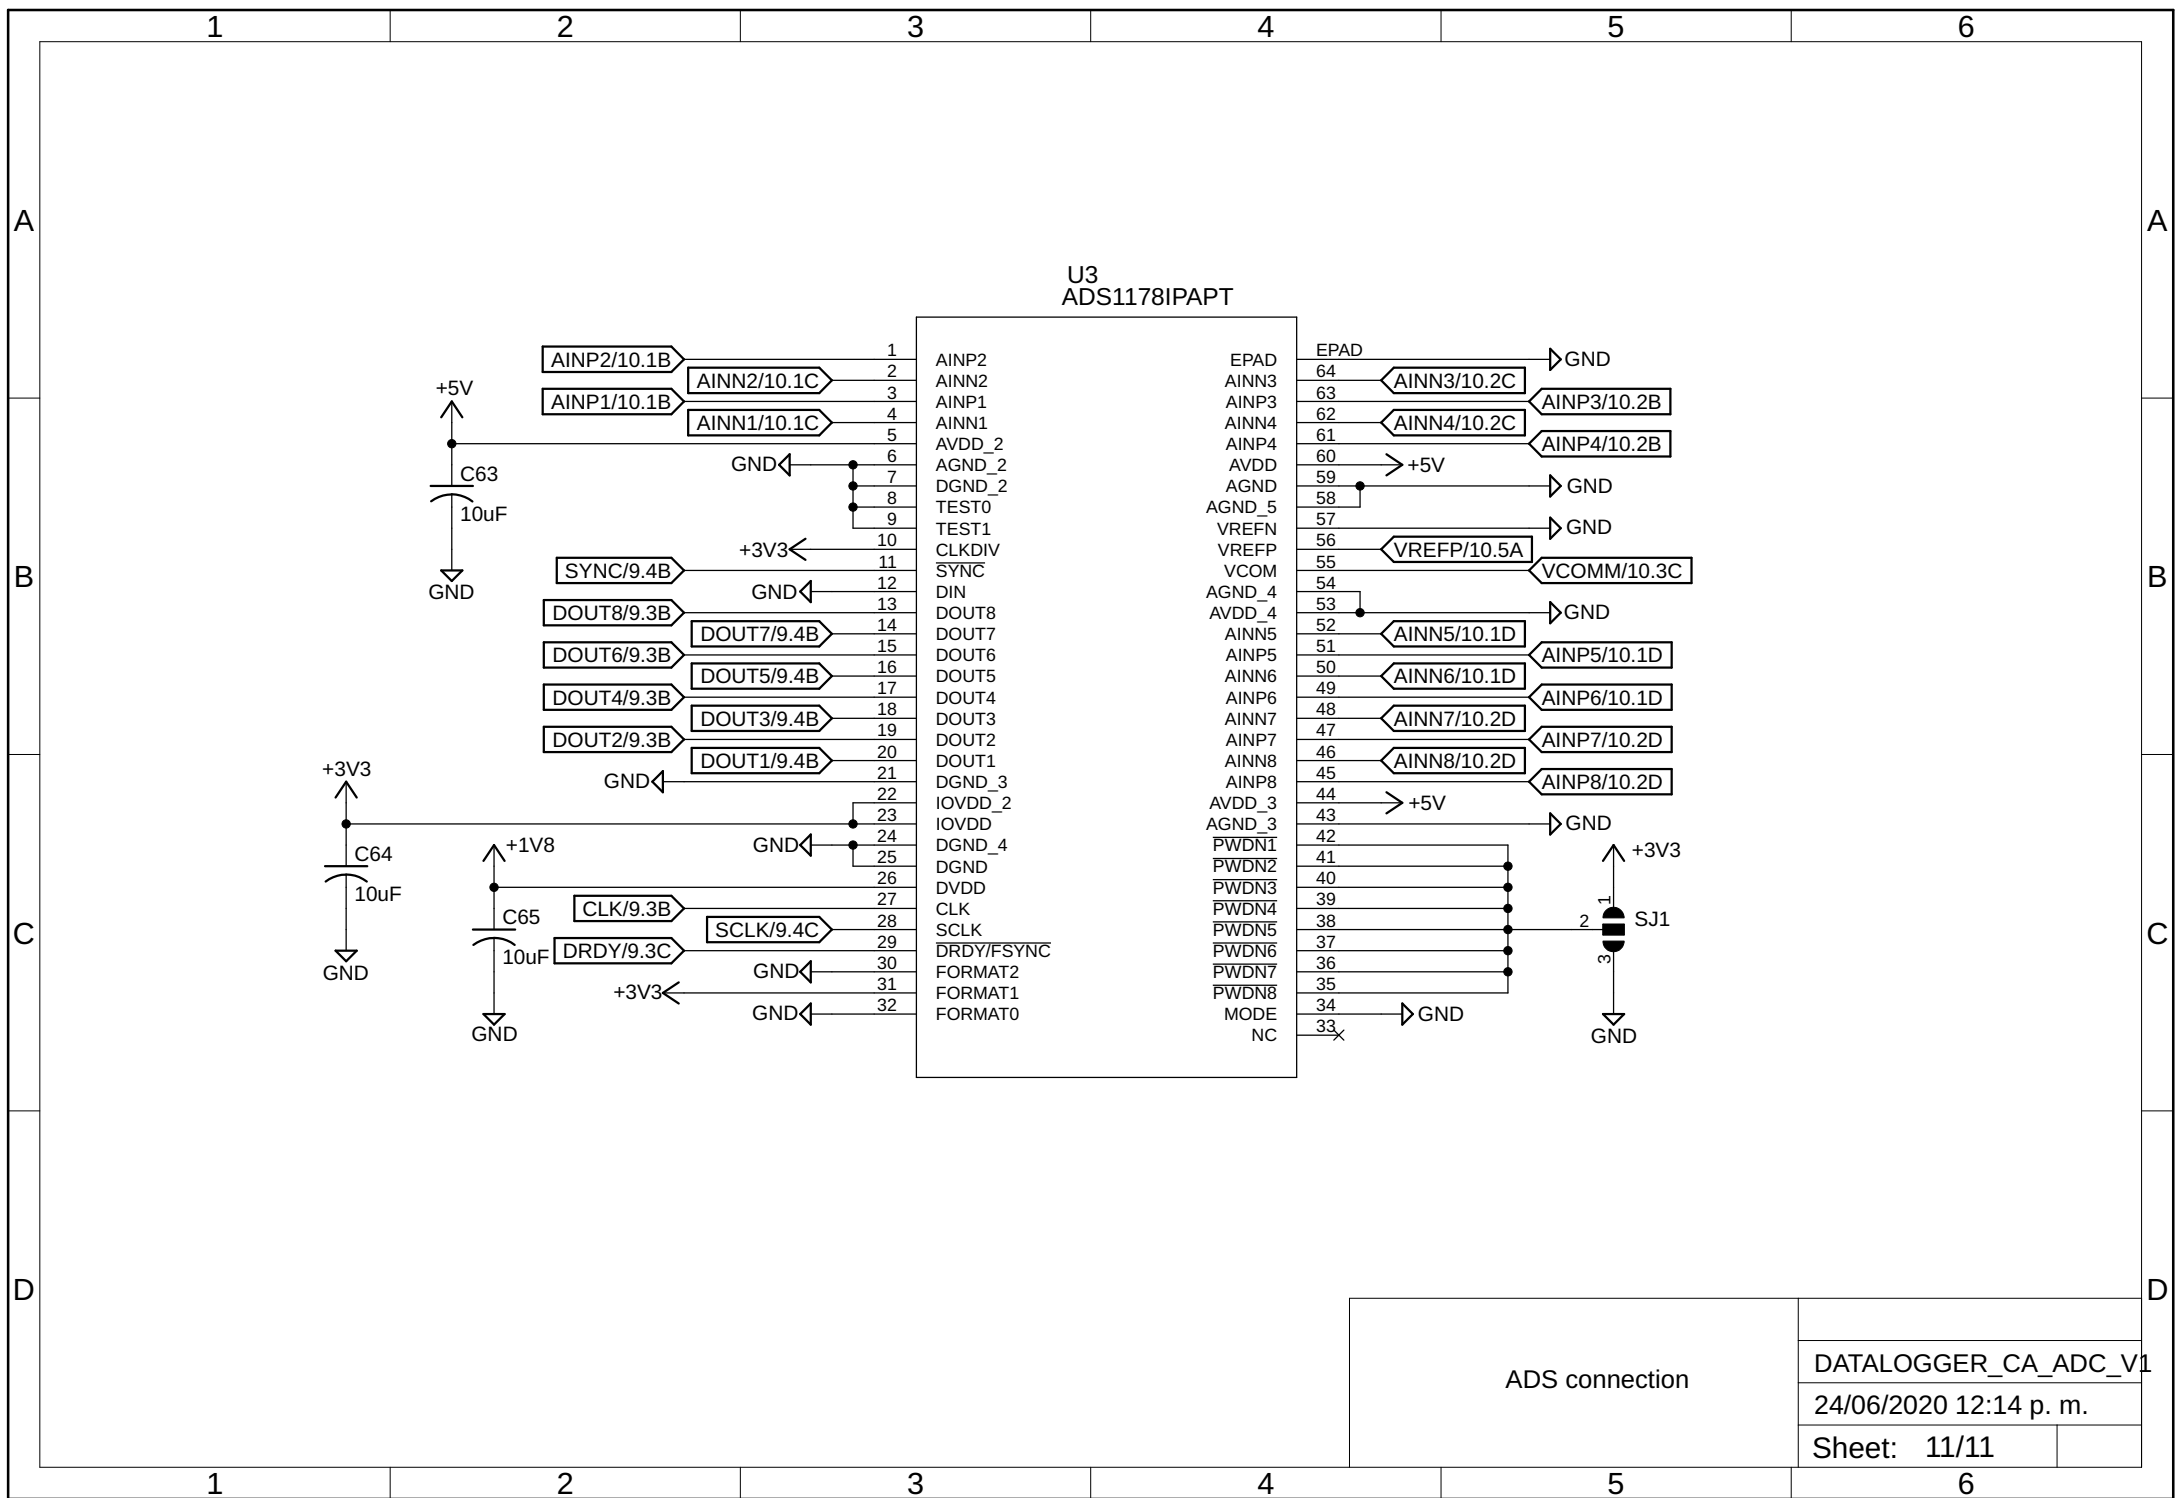 1 2 3 4 5 6
A A
U3
ADS1178IPAPT
AINP2/10.1B 1 AINP2 EPAD EPAD GND
AINN2/10.1C 2 AINN2 AINN3 64 AINN3/10.2C
+5V
AINP1/10.1B 3 AINP1 AINP3 63 AINP3/10.2B
AINN1/10.1C 4 AINN1 AINN4 62 AINN4/10.2C
5 AVDD_2 AINP4 61 AINP4/10.2B
GND 6 AGND_2 AVDD 60 +5V
C63
7 DGND_2 AGND 59 GND
10uF
8 TEST0 AGND_5 58
9 TEST1 VREFN 57 GND
+3V3 10 CLKDIV VREFP 56 VREFP/10.5A
B SYNC/9.4B 11 SYNC VCOM 55 VCOMM/10.3C B
GND
GND 12 DIN AGND_4 54
DOUT8/9.3B 13 DOUT8 AVDD_4 53 GND
DOUT7/9.4B 14 DOUT7 AINN5 52 AINN5/10.1D
DOUT6/9.3B 15 DOUT6 AINP5 51 AINP5/10.1D
DOUT5/9.4B 16 DOUT5 AINN6 50 AINN6/10.1D
DOUT4/9.3B 17 DOUT4 AINP6 49 AINP6/10.1D
DOUT3/9.4B 18 DOUT3 AINN7 48 AINN7/10.2D
DOUT2/9.3B 19 DOUT2 AINP7 47 AINP7/10.2D
+3V3
DOUT1/9.4B 20 DOUT1 AINN8 46 AINN8/10.2D
GND 21 DGND_3 AINP8 45 AINP8/10.2D
22 IOVDD_2 AVDD_3 44 +5V
23 IOVDD AGND_3 43 GND
+1V8 GND 24 DGND_4 PWDN1 42 +3V3
C64
25 DGND PWDN2 41
10uF
26 DVDD PWDN3 40
CLK/9.3B 27 CLK PWDN4 39 1
C65
C SCLK/9.4C 28 SCLK PWDN5 38 2 SJ1 C
10uF DRDY/9.3C 29 DRDY/FSYNC PWDN6 37 3
GND
GND 30 FORMAT2 PWDN7 36
+3V3 31 FORMAT1 PWDN8 35
GND 32 FORMAT0 MODE 34 GND
GND NC 33 GND
D D
ADS connection
DATALOGGER_CA_ADC_V1
24/06/2020 12:14 p. m.
Sheet: 11/11
1 2 3 4 5 6